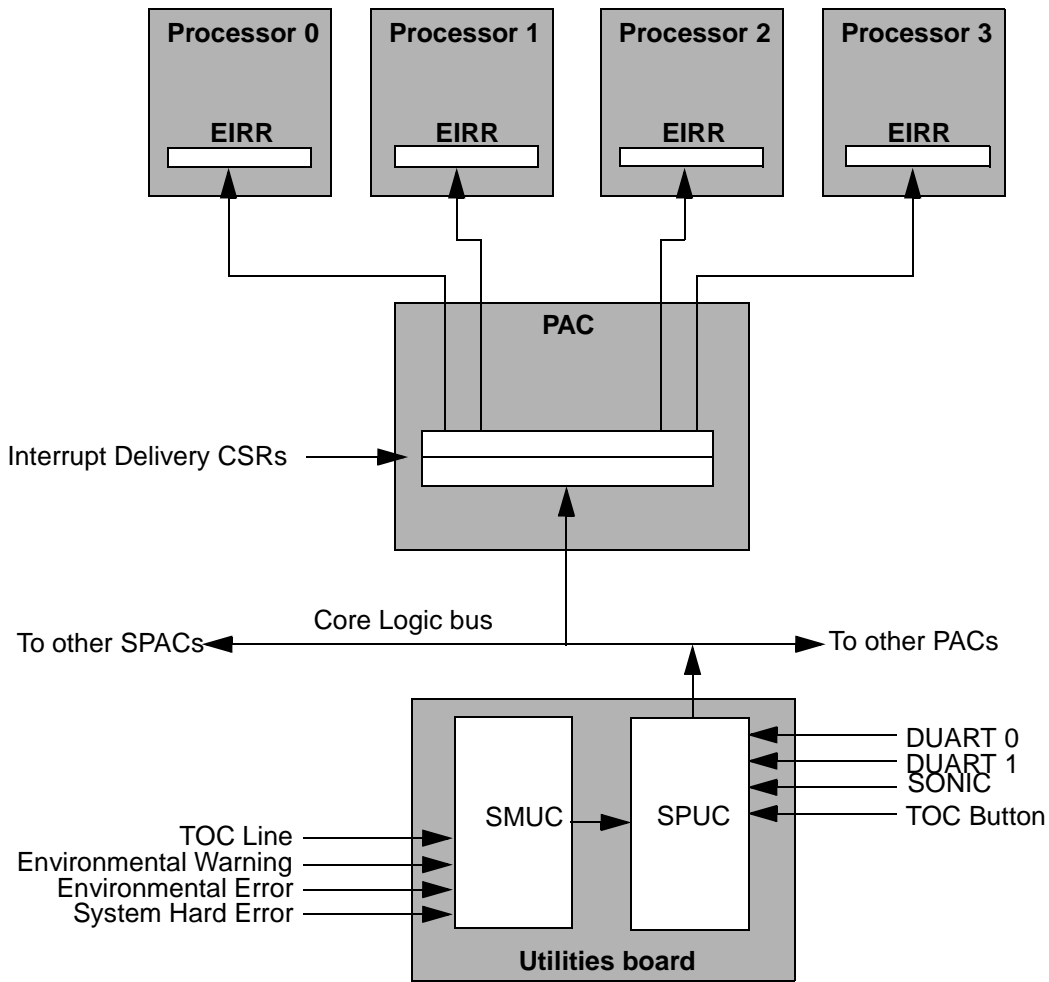 Processor 0
Processor 1
Processor 2
Processor 3
EIRR
EIRR
EIRR
EIRR
PAC
Interrupt Delivery CSRs
Core Logic bus
To other SPACs
To other PACs
DUART 0
DUART 1
SONIC
TOC Button
SMUC
SPUC
TOC Line
Environmental Warning
Environmental Error
System Hard Error
Utilities board